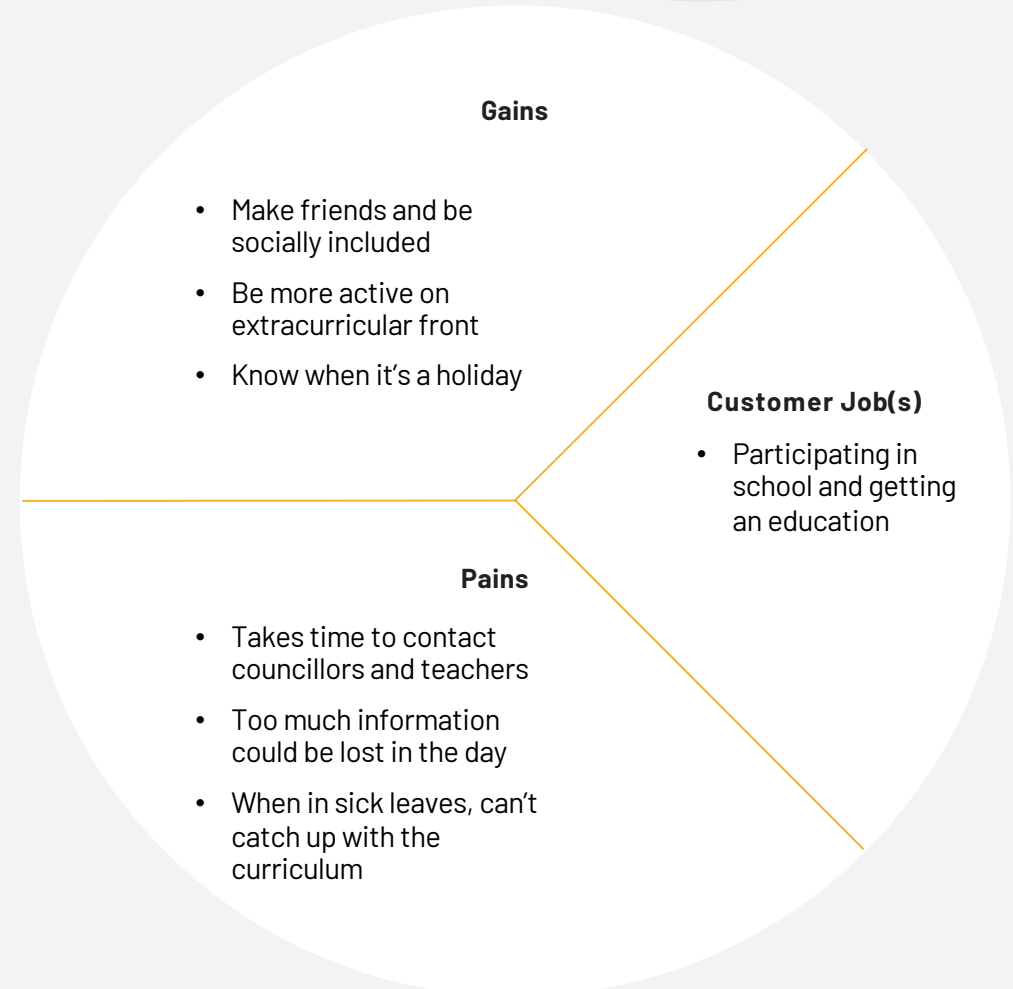 Gains
• Make friends and be
socially included
• Be more active on
extracurricular front
• Know when it's a holiday
Customer Job(s)
• Participating in
school and getting
an education
Pains
• Takes time to contact
councillors and teachers
• Too much information
could be lost in the day
• When in sick leaves, can't
catch up with the
curriculum